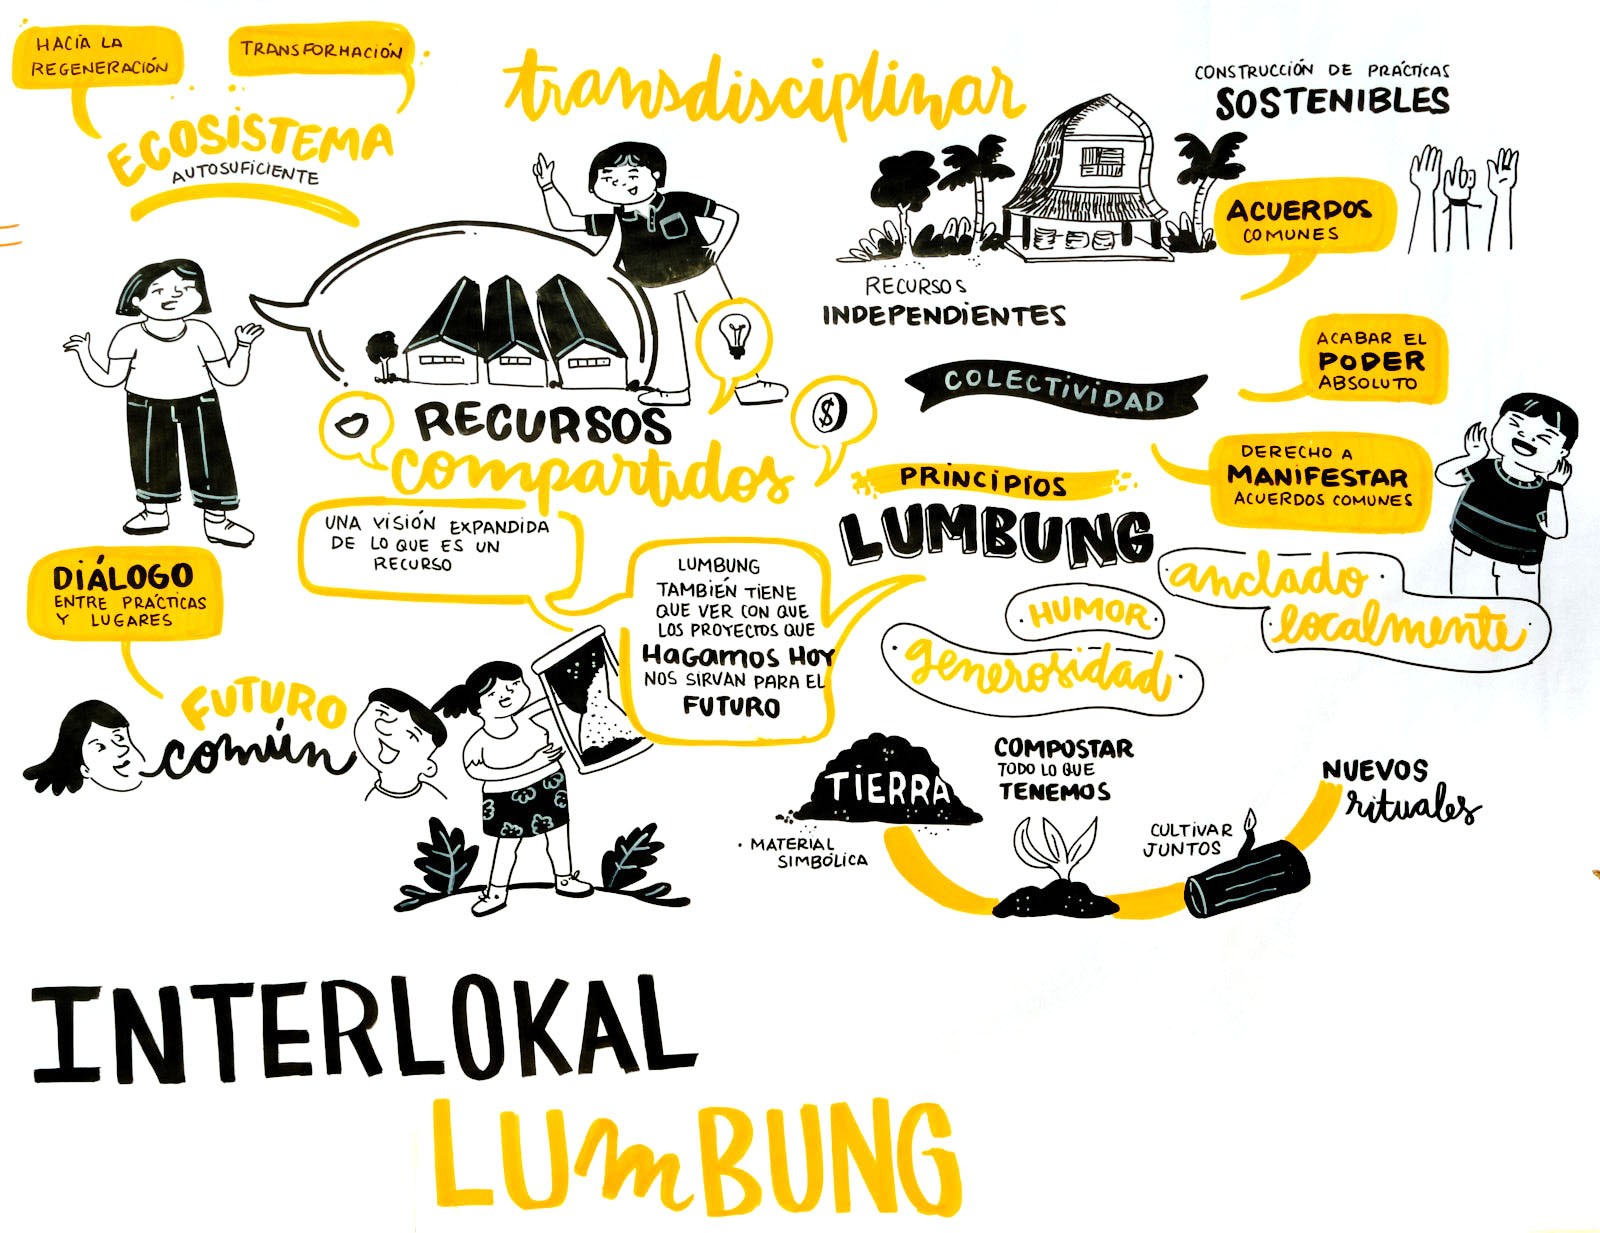 HACÍA LA
REGENERACIÓN
TRANSFORMACIÓN
ECOSISTEMA
AUTOSUFICIENTE
transdisciplinar
CONSTRUCCIÓN DE PRÁCTICAS
SOSTENIBLES
ACUERDOS
COMUNES
RECURSOS
INDEPENDIENTES
ACABAR EL
PODER
ABSOLUTO
COLECTIVIDAD
DERECHO A
MANIFESTAR
ACUERDOS COMUNES
$
RECURSOS
compartidos
UNA VISIÓN EXPANDIDA
DE LO QUE ES UN
RECURSO
PRINCIPIOS
LUMBUNG
LUMBUNG
TAMBIÉN TIENE
QUE VER CON QUE
LOS PROYECTOS QUE
HAGAMOS HOY
NOS SIRVAN PARA EL
FUTURO
HUMOR
generosidad
anclado
localmente
DIÁLOGO
ENTRE PRÁCTICAS
Y LUGARES
FUTURO
común
TIERRA
• MATERIAL
SIMBÓLICA
COMPOSTAR
TODO LO QUE
TENEMOS
CULTIVAR
JUNTOS
NUEVOS
rituales
INTERLOKAL
LUmBUNG